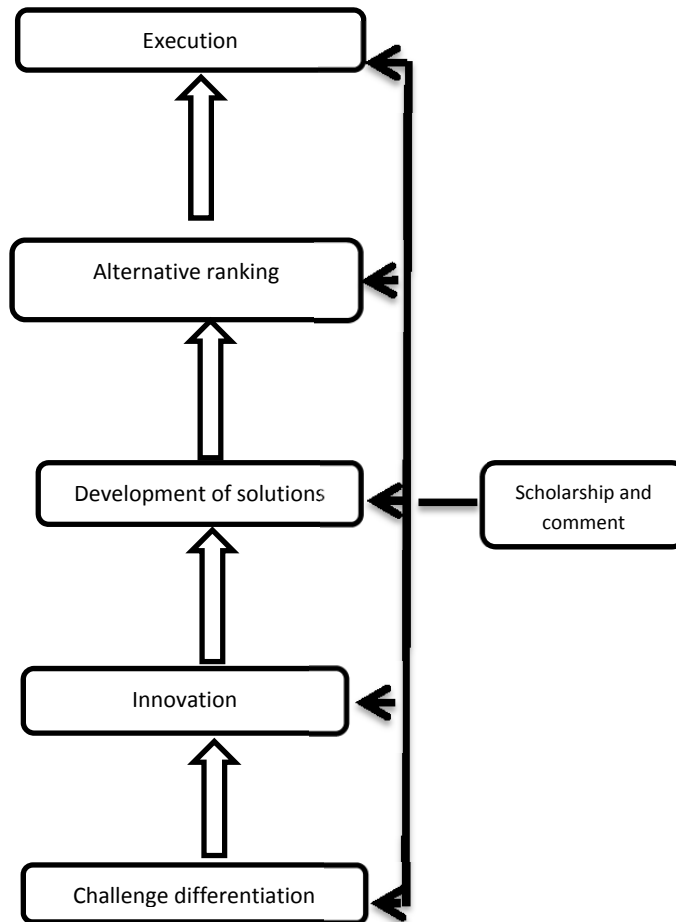 Execution
Alternative ranking
Development of solutions
Scholarship and
comment
Innovation
Challenge differentiation